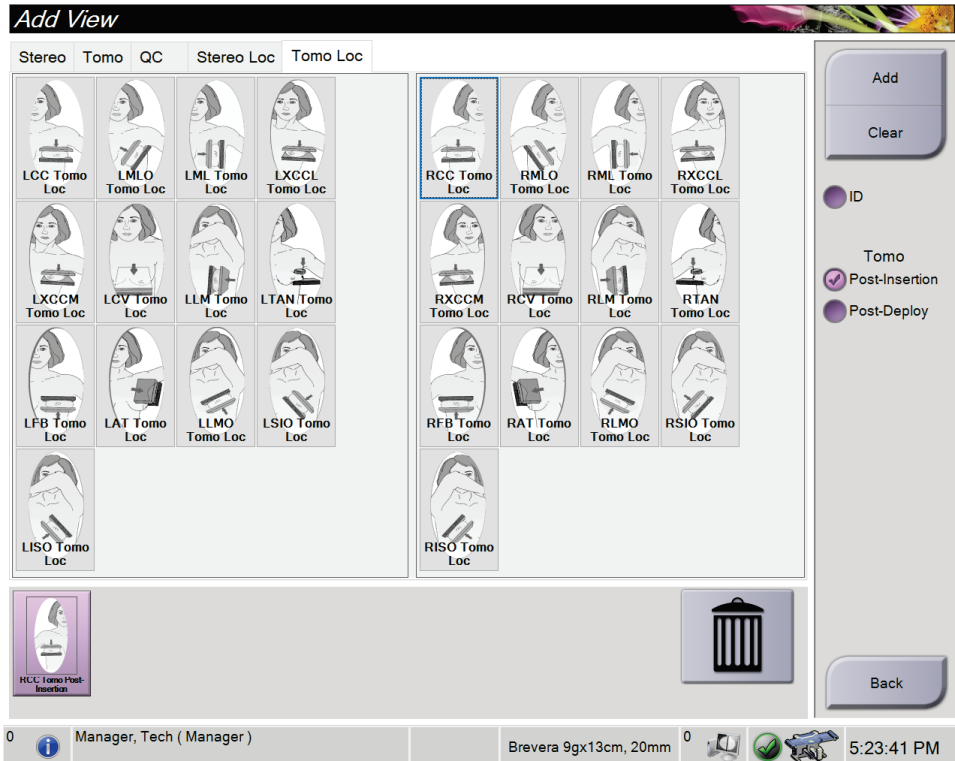 Add View
Stereo Tomo QC Stereo Loc Tomo Loc
LCC Tomo
Loc
LMLO
Tomo Loc
LML Tomo
Loc
LXCCL
Tomo Loc
LXCCM
Tomo Loc
LCV Tomo
Loc
LLM Tomo
Loc
LTAN Tomo
Loc
LFB Tomo
Loc
LAT Tomo
Loc
LLMO
Tomo Loc
LSIO Tomo
Loc
LISO Tomo
Loc
RCC Tomo
Loc
RMLO
Tomo Loc
RML Tomo
Loc
RXCCL
Tomo Loc
RXCCM
Tomo Loc
RCV Tomo
Loc
RLM Tomo
Loc
RTAN
Tomo Loc
RFB Tomo
Loc
RAT Tomo
Loc
RLMO
Tomo Loc
RSIO Tomo
Loc
RISO Tomo
Loc
Add
Clear
ID
Tomo
Post-Insertion
Post-Deploy
RCC Tomo Post-
Insertion
Back
0 Manager, Tech ( Manager ) Brevera 9gx13cm, 20mm 0 5:23:41 PM